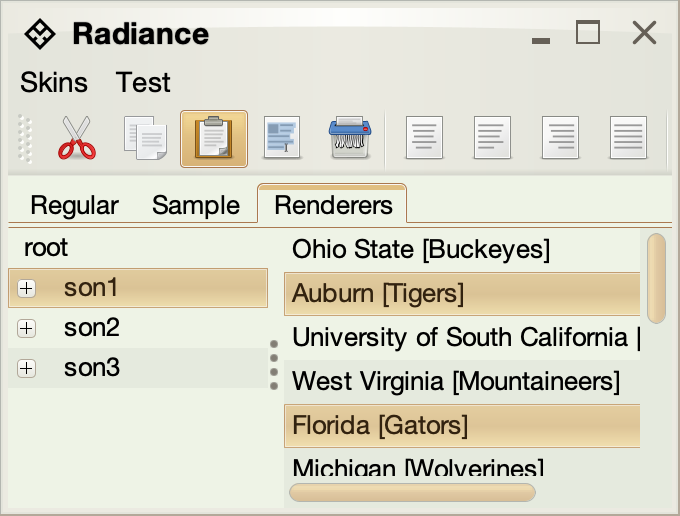 Radiance
Skins Test
Regular Sample Renderers
root
son1
son2
son3
Ohio State [Buckeyes]
Auburn [Tigers]
University of South California [
West Virginia [Mountaineers]
Florida [Gators]
Michigan [Wolverines]